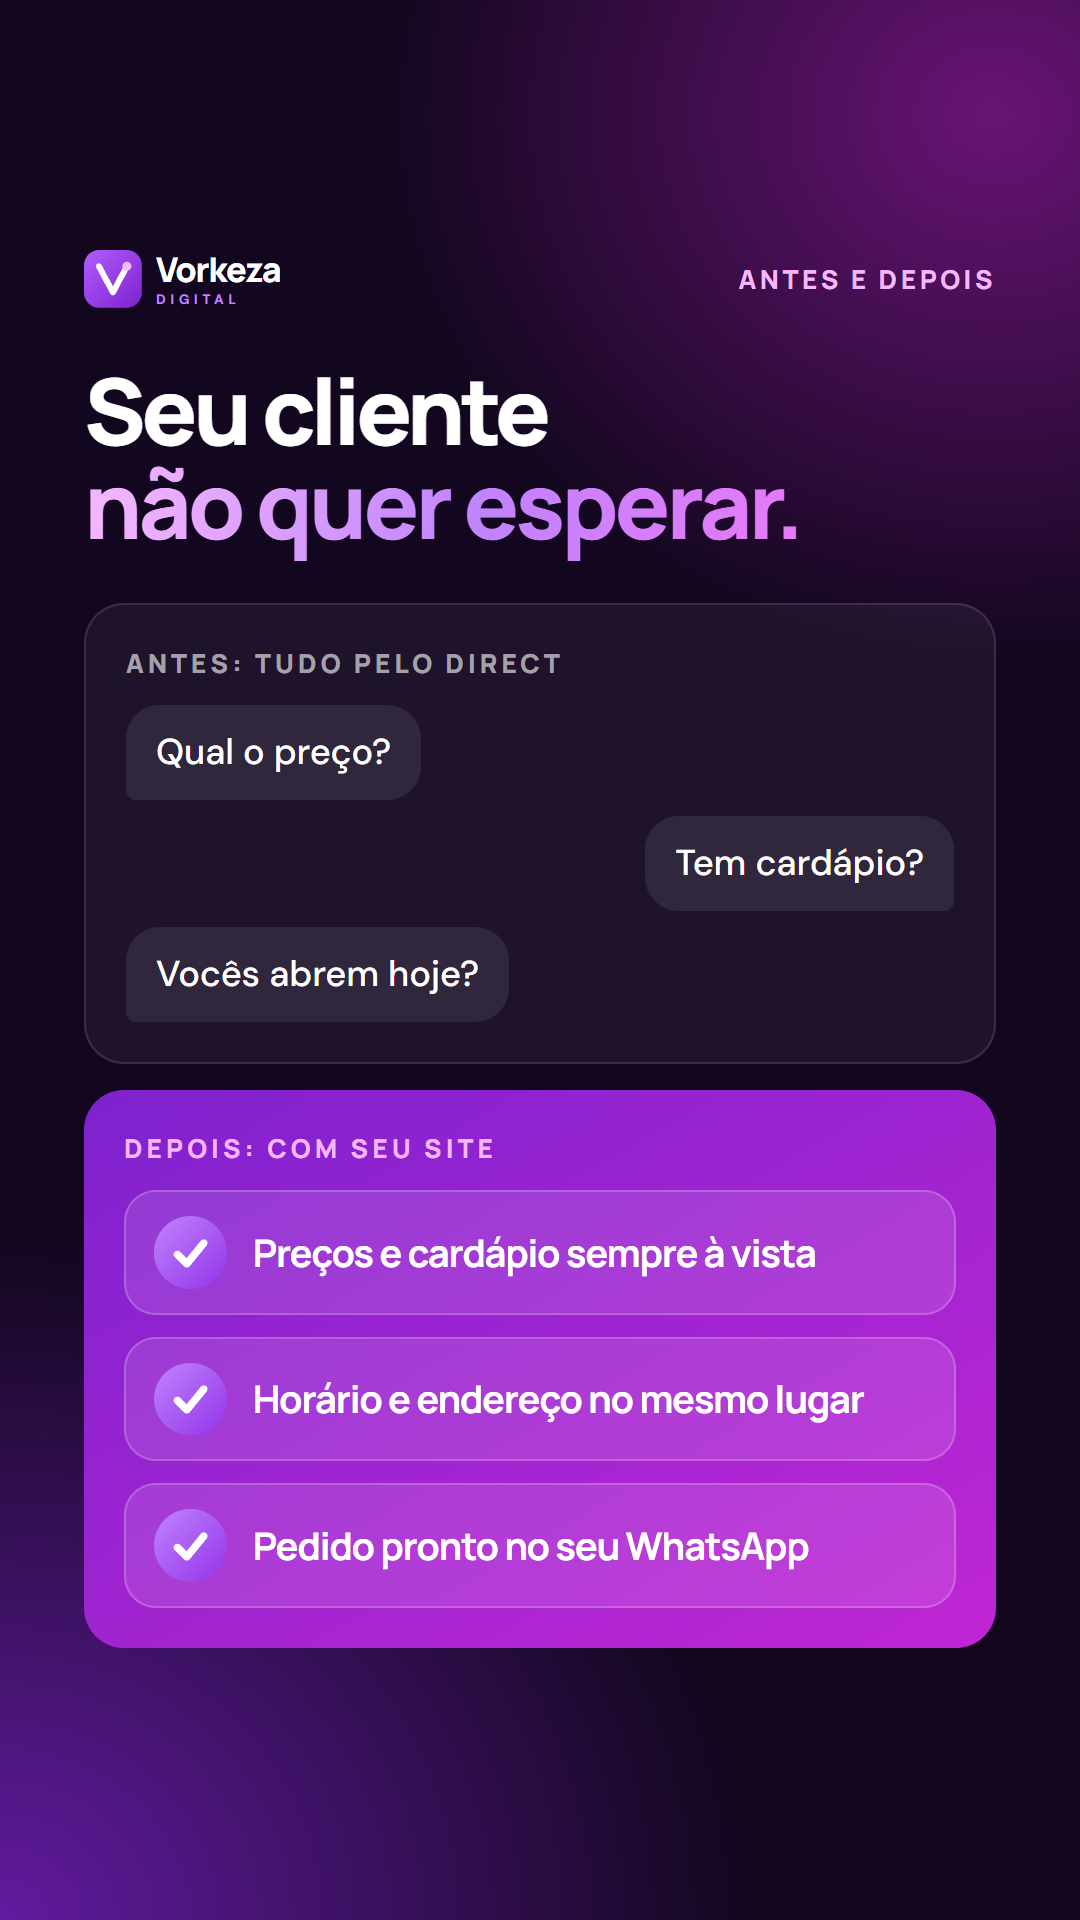 Vorkeza
DIGITAL
ANTES E DEPOIS
Seu cliente
não quer esperar.
ANTES: TUDO PELO DIRECT
Qual o preço?
Tem cardápio?
Vocês abrem hoje?
DEPOIS: COM SEU SITE
Preços e cardápio sempre à vista
Horário e endereço no mesmo lugar
Pedido pronto no seu WhatsApp